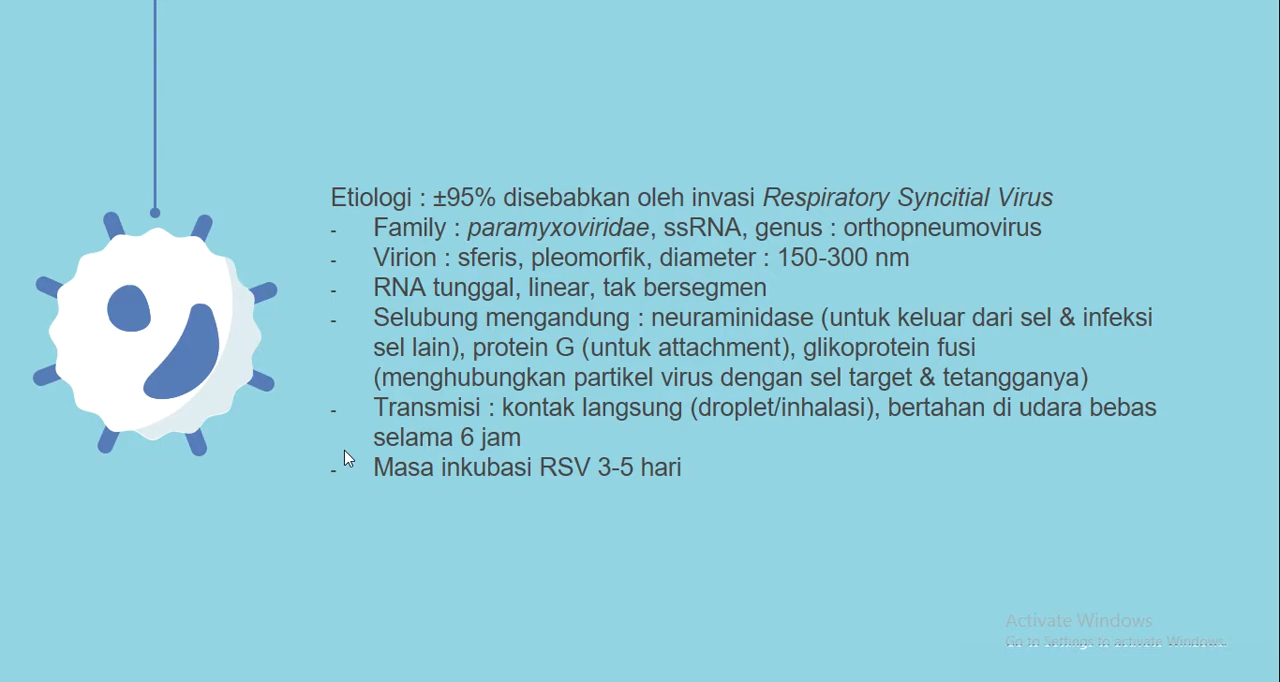 Etiologi : ±95% disebabkan oleh invasi Respiratory Syncitial Virus
- Family : paramyxoviridae, ssRNA, genus : orthopneumovirus
- Virion : sferis, pleomorfik, diameter : 150-300 nm
- RNA tunggal, linear, tak bersegmen
- Selubung mengandung : neuraminidase (untuk keluar dari sel & infeksi
sel lain), protein G (untuk attachment), glikoprotein fusi
(menghubungkan partikel virus dengan sel target & tetangganya)
- Transmisi : kontak langsung (droplet/inhalasi), bertahan di udara bebas
selama 6 jam
- Masa inkubasi RSV 3-5 hari
Activate Windows
Go to Settings to activate Windows.